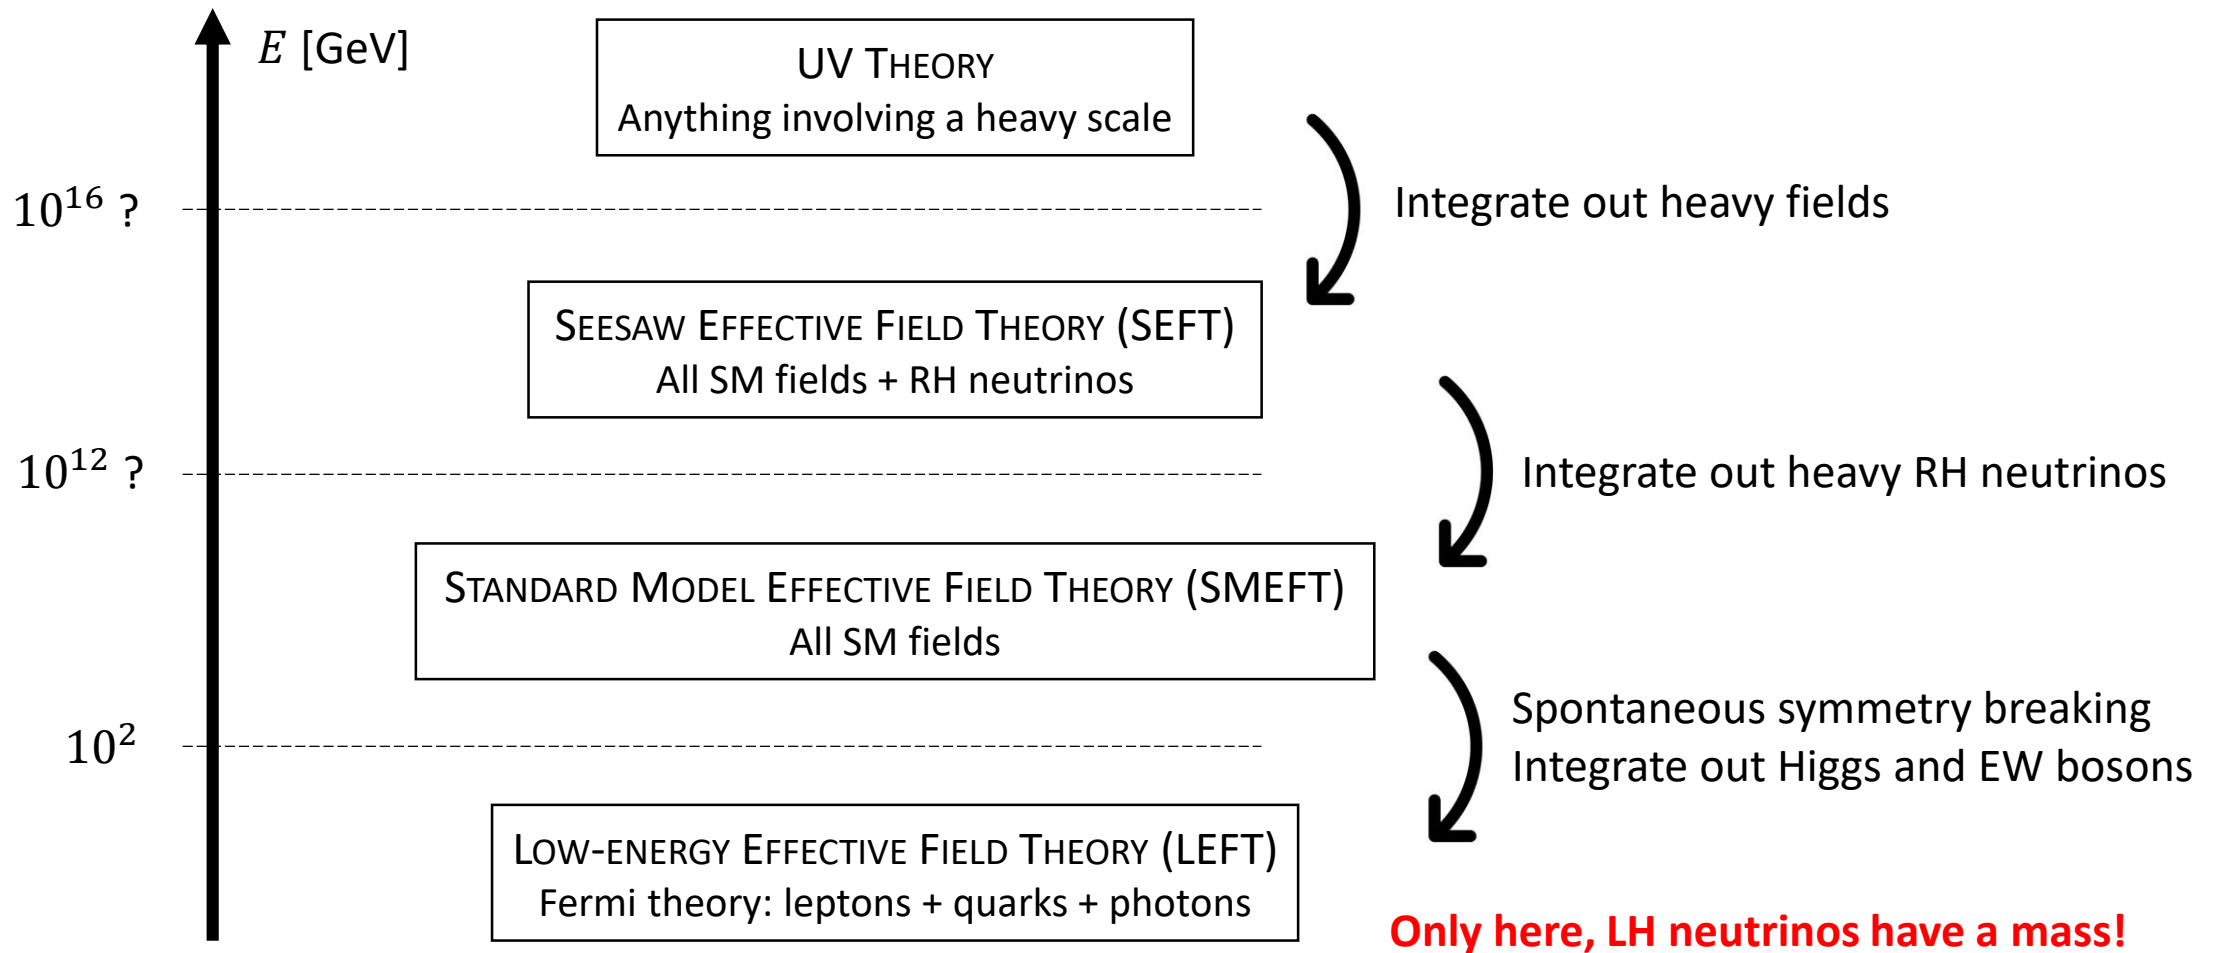 E [GeV]
UV THEORY
Anything involving a heavy scale
10^16 ?
Integrate out heavy fields
SEESAW EFFECTIVE FIELD THEORY (SEFT)
All SM fields + RH neutrinos
10^12 ?
Integrate out heavy RH neutrinos
STANDARD MODEL EFFECTIVE FIELD THEORY (SMEFT)
All SM fields
10^2
Spontaneous symmetry breaking
Integrate out Higgs and EW bosons
LOW-ENERGY EFFECTIVE FIELD THEORY (LEFT)
Fermi theory: leptons + quarks + photons
Only here, LH neutrinos have a mass!